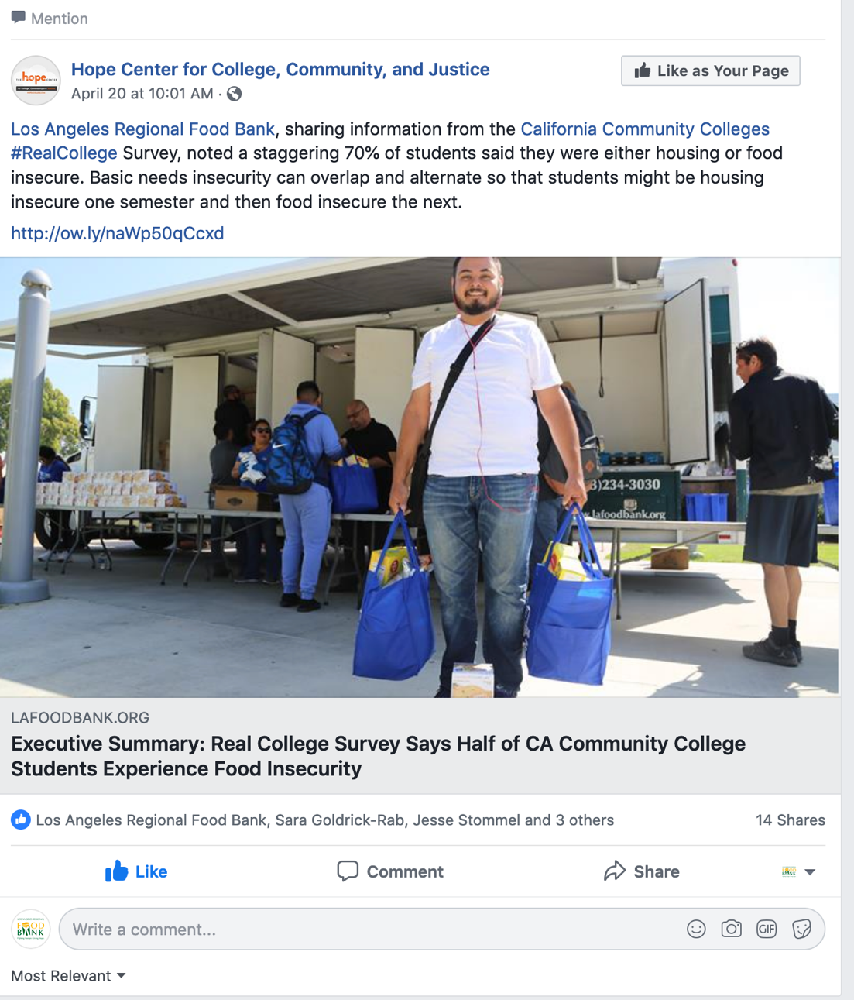 Mention
Hope Center for College, Community, and Justice
April 20 at 10:01 AM ·
Like as Your Page
hope
Los Angeles Regional Food Bank, sharing information from the California Community Colleges
#RealCollege Survey, noted a staggering 70% of students said they were either housing or food
insecure. Basic needs insecurity can overlap and alternate so that students might be housing
insecure one semester and then food insecure the next.
http://ow.ly/naWp50qCcxd
3)234-3030
.lafoodbank.org
LAFOODBANK.ORG
Executive Summary: Real College Survey Says Half of CA Community College
Students Experience Food Insecurity
Los Angeles Regional Food Bank, Sara Goldrick-Rab, Jesse Stommel and 3 others
14 Shares
Like
Comment
Share
FOOD
BANK
Write a comment...
GIF
Most Relevant